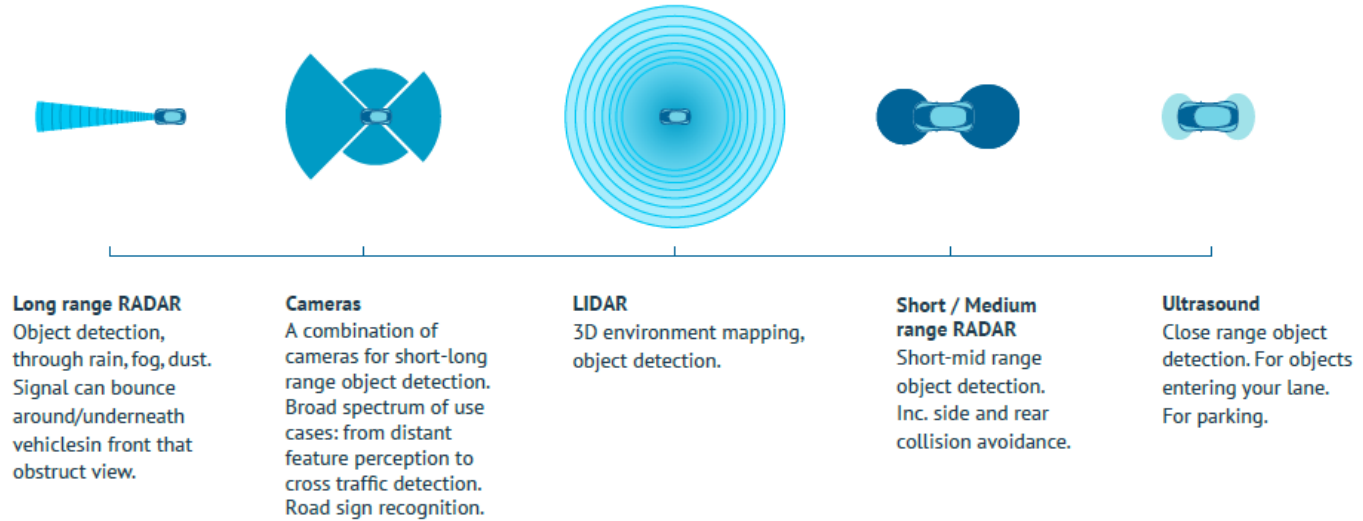 Long range RADAR
Object detection,
through rain, fog, dust.
Signal can bounce
around/underneath
vehiclesin front that
obstruct view.
Cameras
A combination of
cameras for short-long
range object detection.
Broad spectrum of use
cases: from distant
feature perception to
cross traffic detection.
Road sign recognition.
LIDAR
3D environment mapping,
object detection.
Short / Medium
range RADAR
Short-mid range
object detection.
Inc. side and rear
collision avoidance.
Ultrasound
Close range object
detection. For objects
entering your lane.
For parking.